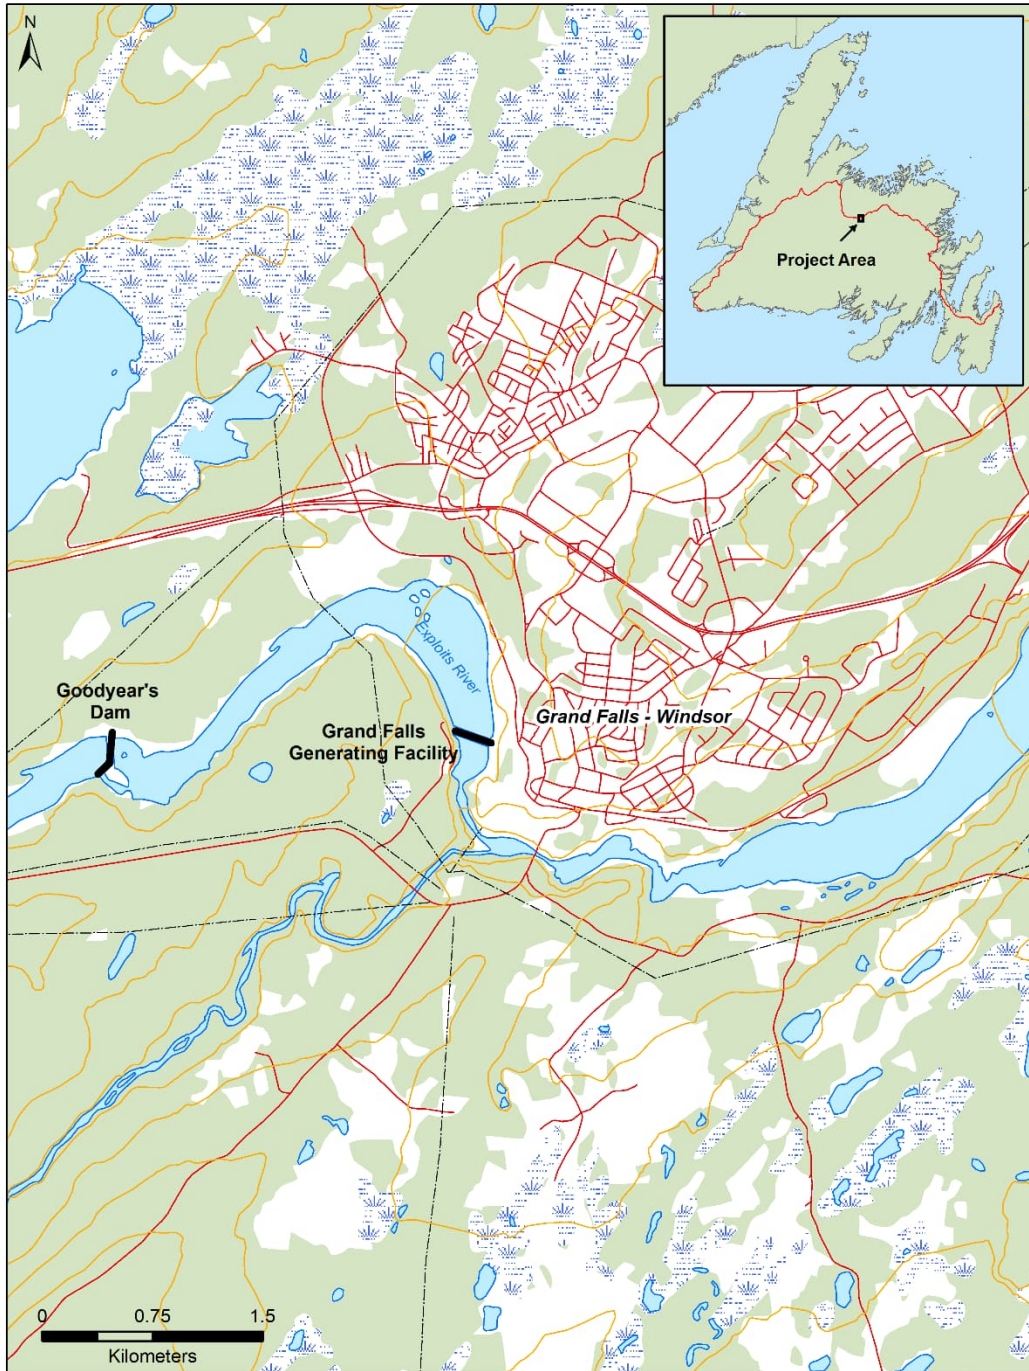 N
Project Area
Exploits River
Goodyear's
Dam
Grand Falls
Generating Facility
Grand Falls - Windsor
0 0.75 1.5
Kilometers